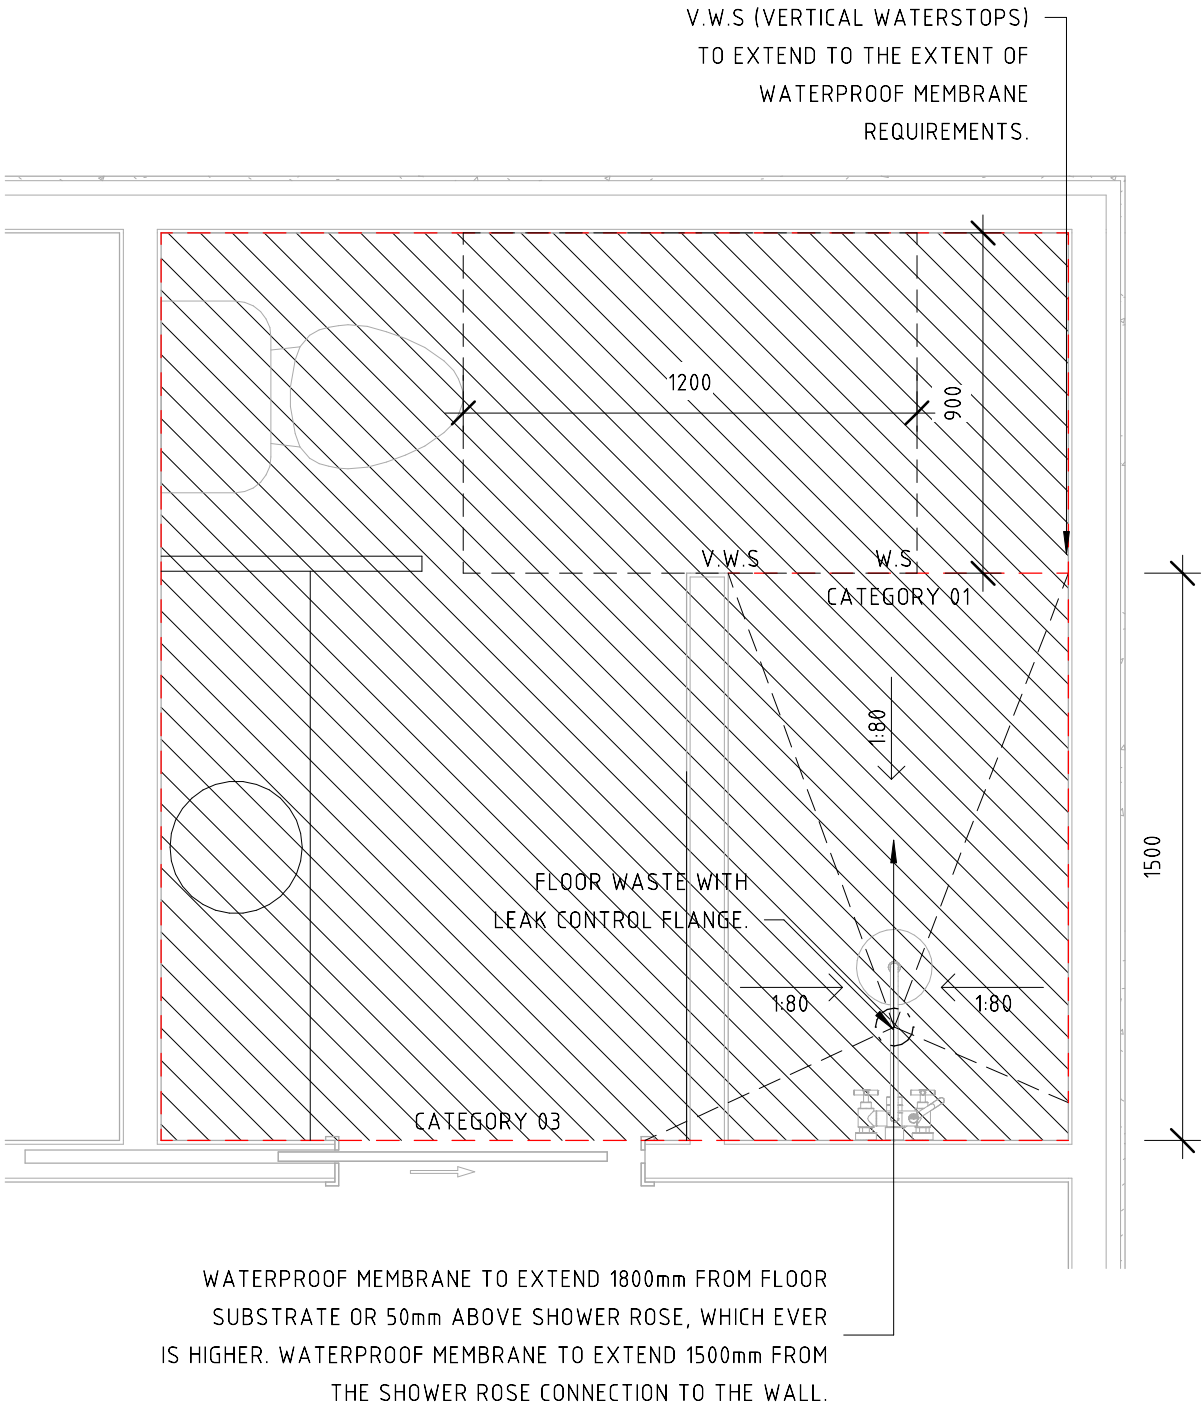 V.W.S (VERTICAL WATERSTOPS)
TO EXTEND TO THE EXTENT OF
WATERPROOF MEMBRANE
REQUIREMENTS.
1200
900
V.W.S
W.S
CATEGORY 01
1:80
1500
FLOOR WASTE WITH
LEAK CONTROL FLANGE.
1:80
1:80
CATEGORY 03
WATERPROOF MEMBRANE TO EXTEND 1800mm FROM FLOOR
SUBSTRATE OR 50mm ABOVE SHOWER ROSE, WHICH EVER
IS HIGHER. WATERPROOF MEMBRANE TO EXTEND 1500mm FROM
THE SHOWER ROSE CONNECTION TO THE WALL.